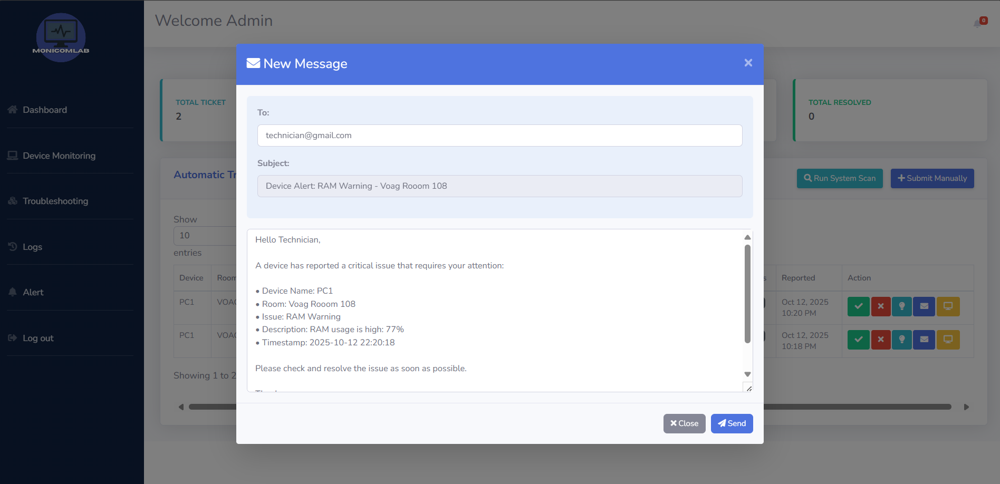 MONICOMLAB
Dashboard
Device Monitoring
Troubleshooting
Logs
Alert
Log out
Welcome Admin
0
TOTAL TICKET
2
TOTAL RESOLVED
0
Automatic
Run System Scan
Submit Manually
Show
10
entries
Device
Reported
Action
PC1
Oct 12, 2025
10:20 PM
PC1
Oct 12, 2025
10:18 PM
Showing 1 to 2
New Message
To:
technician@gmail.com
Subject:
Device Alert: RAM Warning - Voag Rooom 108
Hello Technician,
A device has reported a critical issue that requires your attention:
• Device Name: PC1
• Room: Voag Rooom 108
• Issue: RAM Warning
• Description: RAM usage is high: 77%
• Timestamp: 2025-10-12 22:20:18
Please check and resolve the issue as soon as possible.
Close
Send